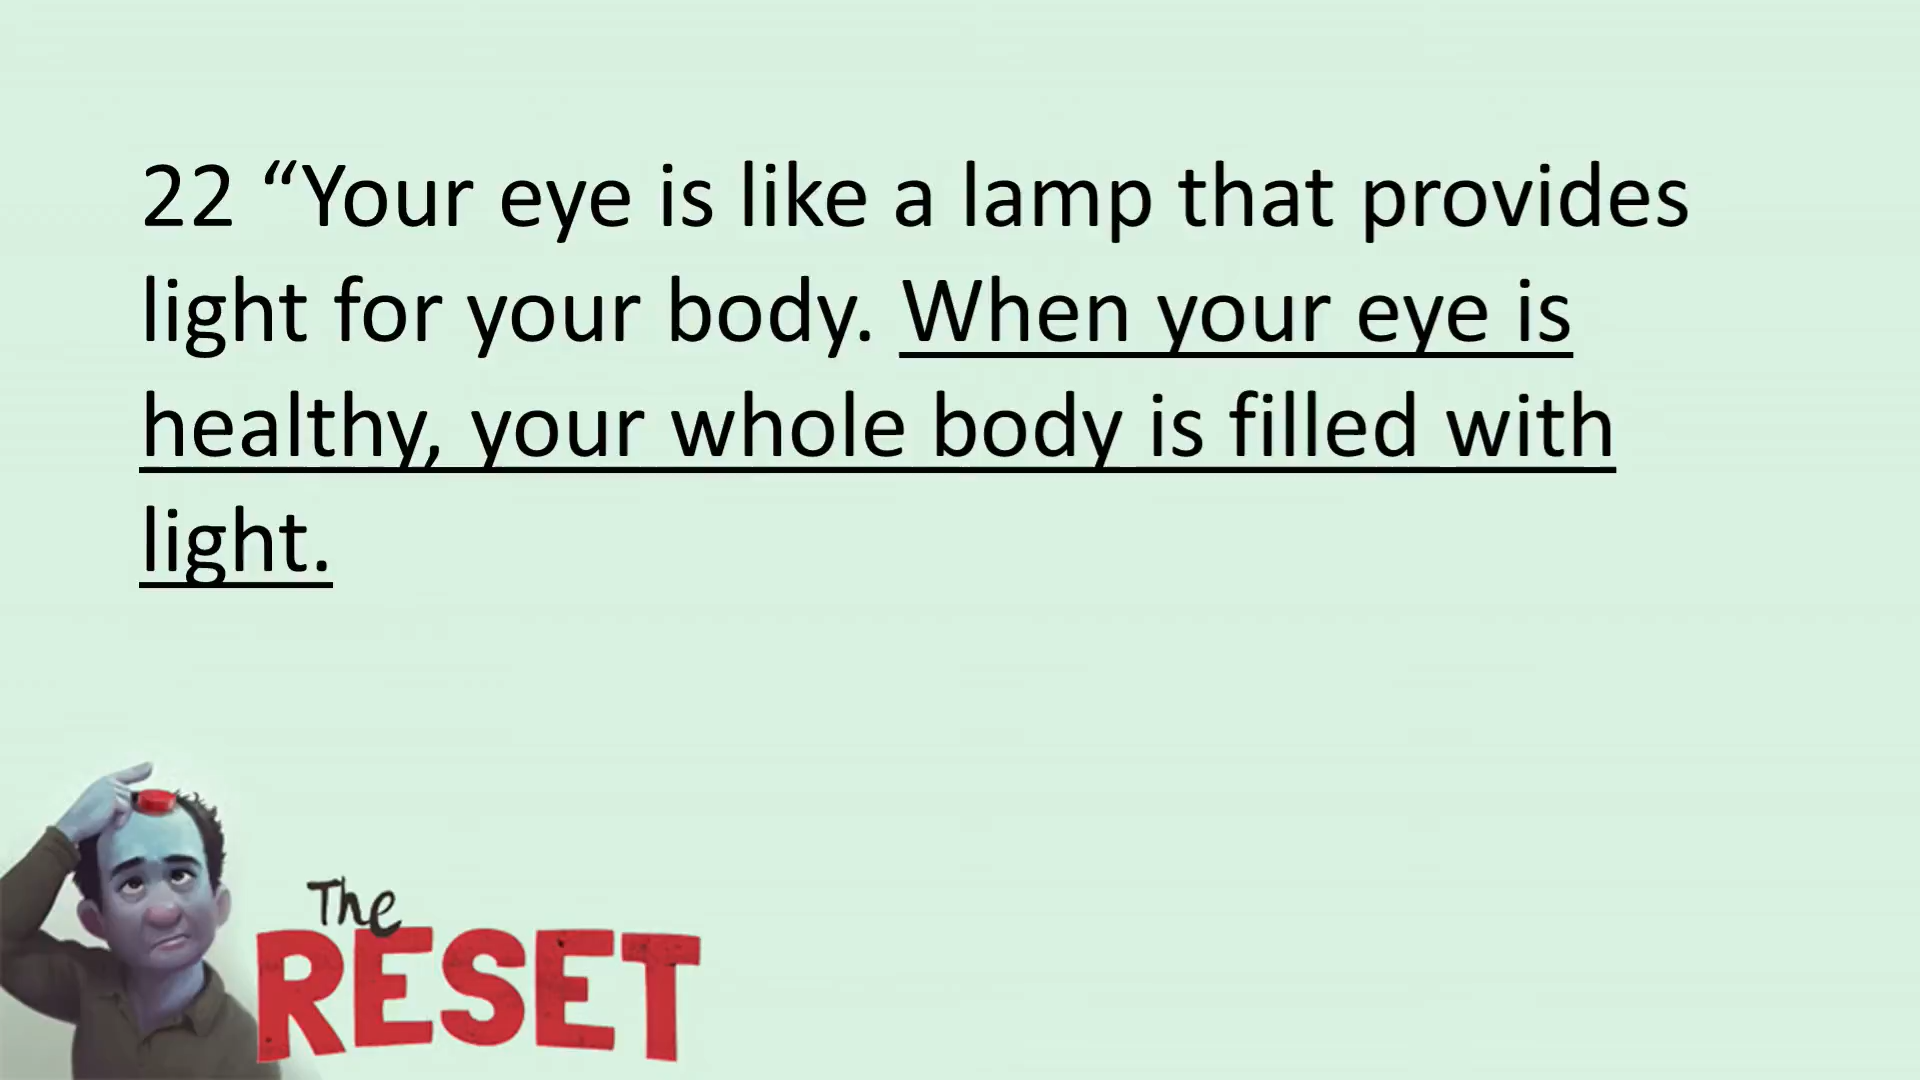 22 “Your eye is like a lamp that provides
light for your body. When your eye is
healthy, your whole body is filled with
light.
The
RESET